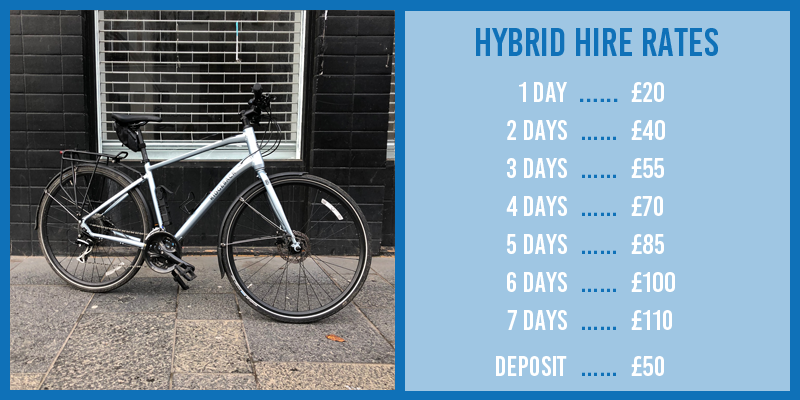 HYBRID HIRE RATES
1 DAY ...... £20
2 DAYS ...... £40
3 DAYS ...... £55
4 DAYS ...... £70
5 DAYS ...... £85
6 DAYS ...... £100
7 DAYS ...... £110
DEPOSIT ...... £50